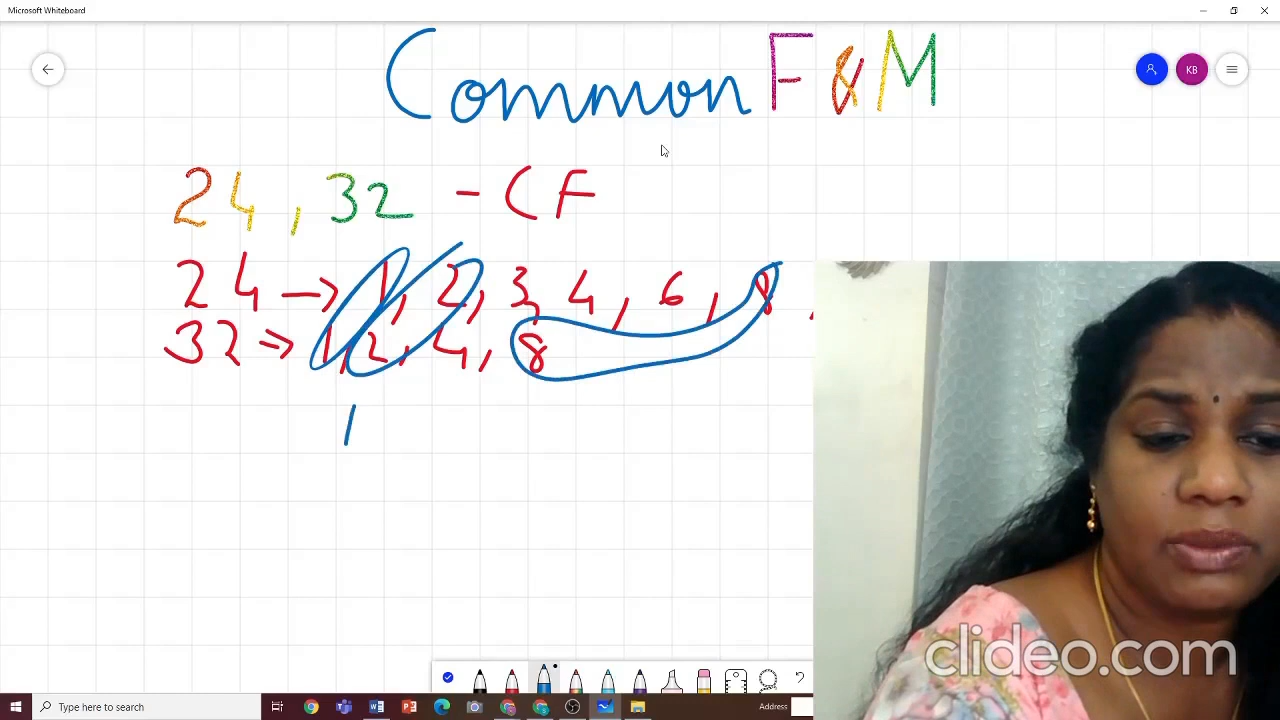 Microsoft Whiteboard
Common F & M
KB
24, 32 - CF
24 → 1, 2, 3, 4, 6, 8,
32 ⇒ 1, 2, 4, 8
1
clideo.com
Type here to search
Address